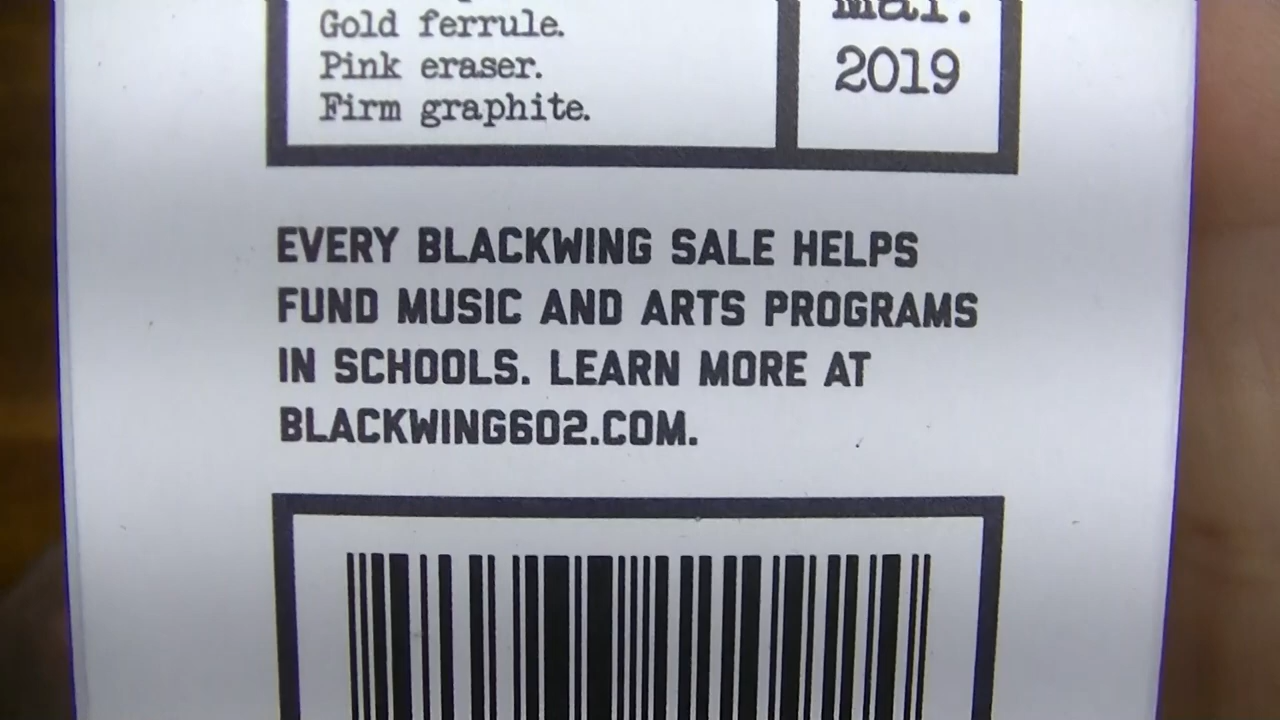 Gold ferrule.
Pink eraser.
Firm graphite.
Mar.
2019
EVERY BLACKWING SALE HELPS
FUND MUSIC AND ARTS PROGRAMS
IN SCHOOLS. LEARN MORE AT
BLACKWING602.COM.